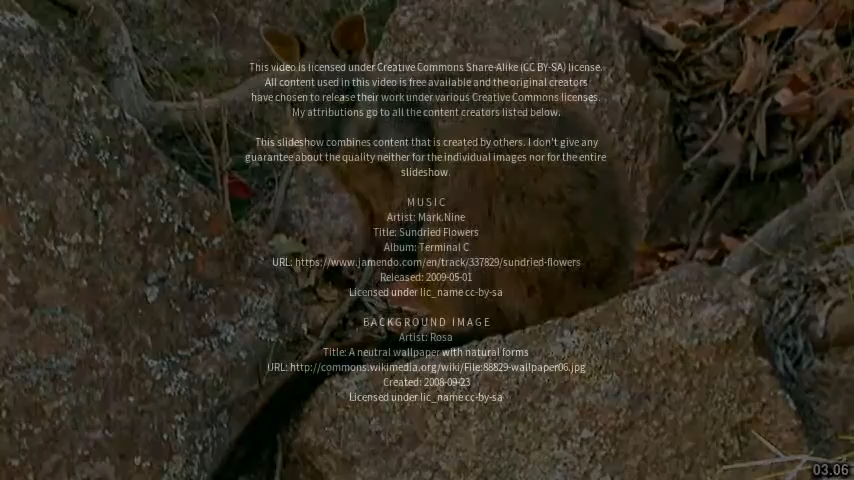 This video is licensed under Creative Commons Share-Alike (CC BY-SA) license.
All content used in this video is free available and the original creators
have chosen to release their work under various Creative Commons licenses.
My attributions go to all the content creators listed below.
This slideshow combines content that is created by others. I don't give any
guarantee about the quality neither for the individual images nor for the entire
slideshow.
MUSIC
Artist: Mark.Nine
Title: Sundried Flowers
Album: Terminal C
URL: https://www.jamendo.com/en/track/337829/sundried-flowers
Released: 2009-05-01
Licensed under lic_name cc-by-sa
BACKGROUND IMAGE
Artist: Rosa
Title: A neutral wallpaper with natural forms
URL: http://commons.wikimedia.org/wiki/File:88829-wallpaper06.jpg
Created: 2008-09-23
Licensed under lic_name cc-by-sa
03.06